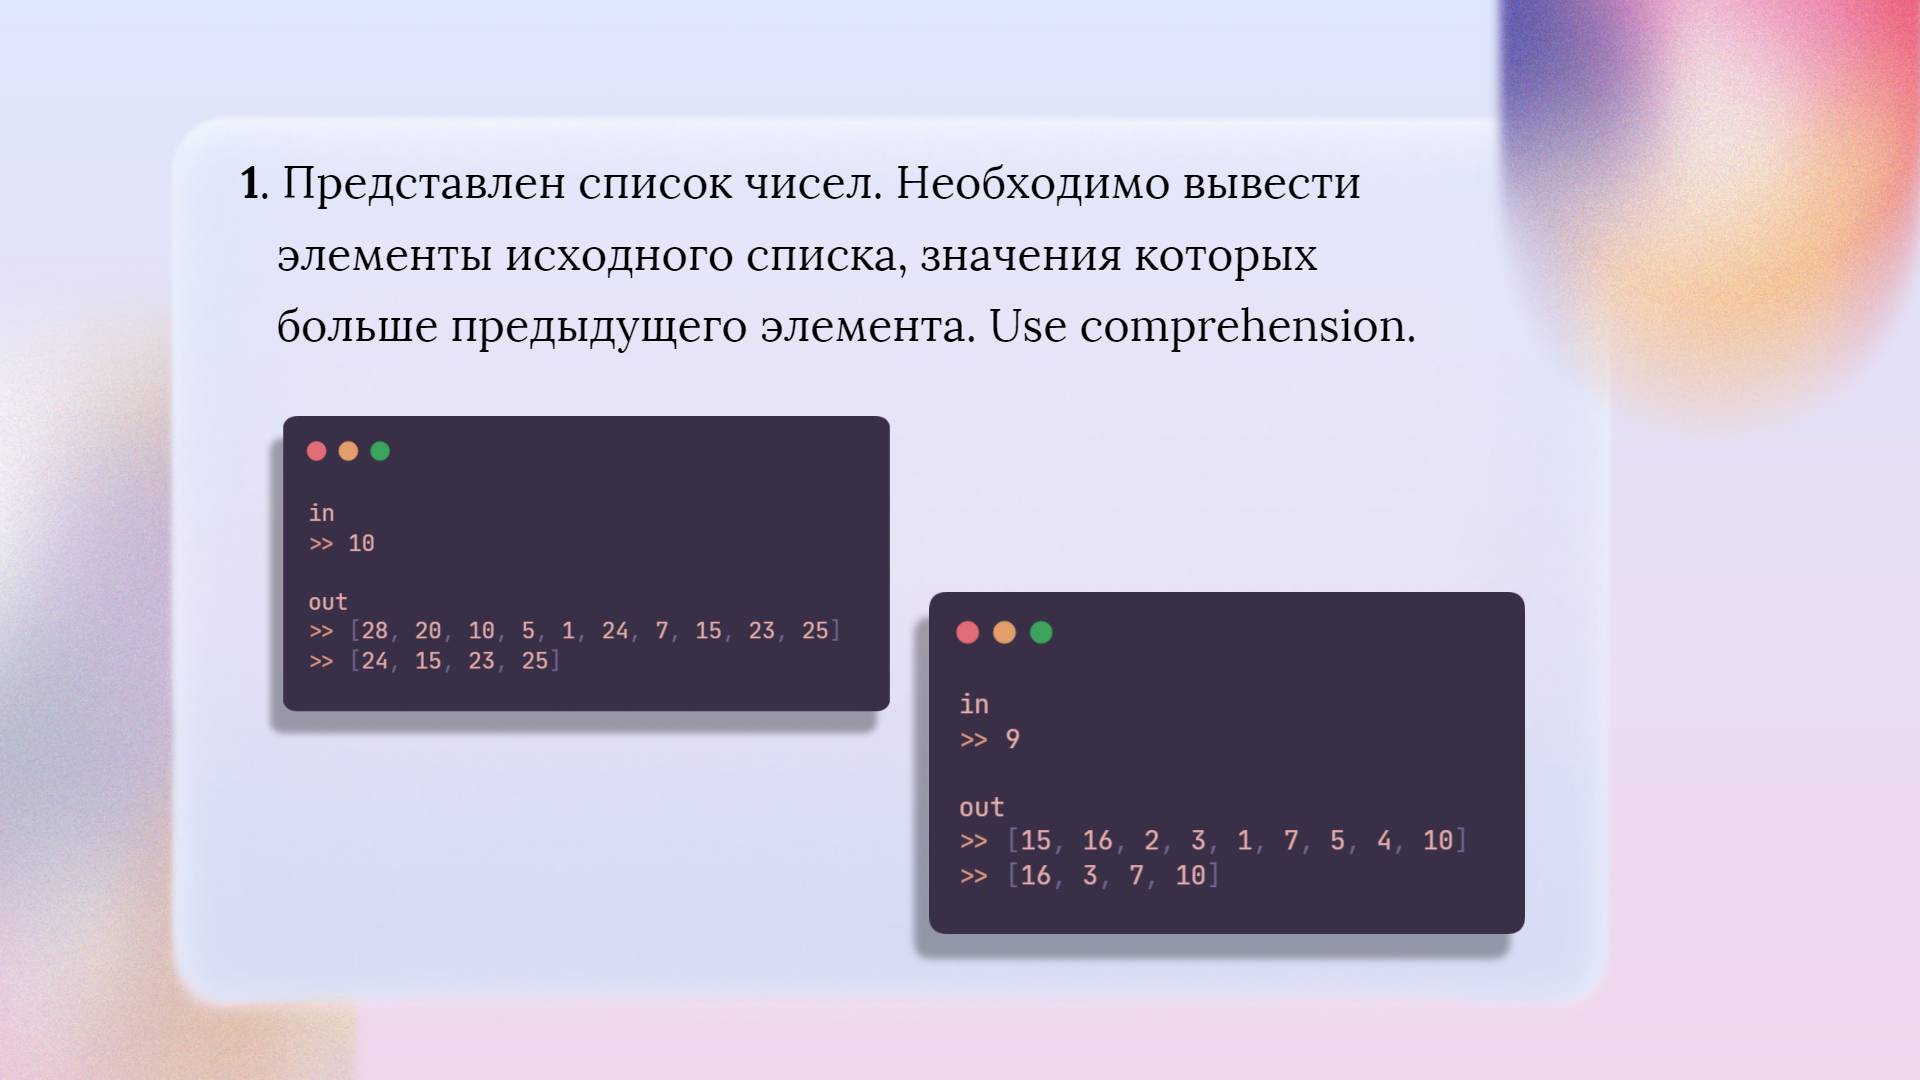 1. Представлен список чисел. Необходимо вывести
элементы исходного списка, значения которых
больше предыдущего элемента. Use comprehension.
in
>> 10
out
>> [28, 20, 10, 5, 1, 24, 7, 15, 23, 25]
>> [24, 15, 23, 25]
in
>> 9
out
>> [15, 16, 2, 3, 1, 7, 5, 4, 10]
>> [16, 3, 7, 10]